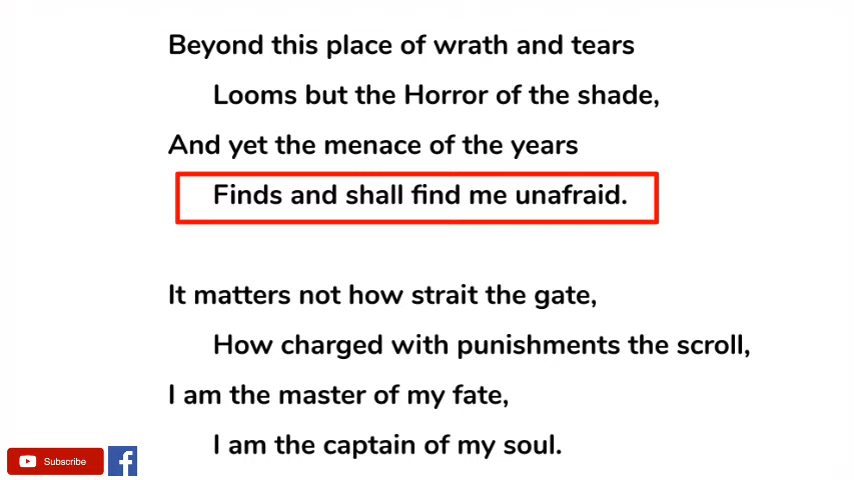 Beyond this place of wrath and tears
Looms but the Horror of the shade,
And yet the menace of the years
Finds and shall find me unafraid.
It matters not how strait the gate,
How charged with punishments the scroll,
I am the master of my fate,
I am the captain of my soul.
Subscribe